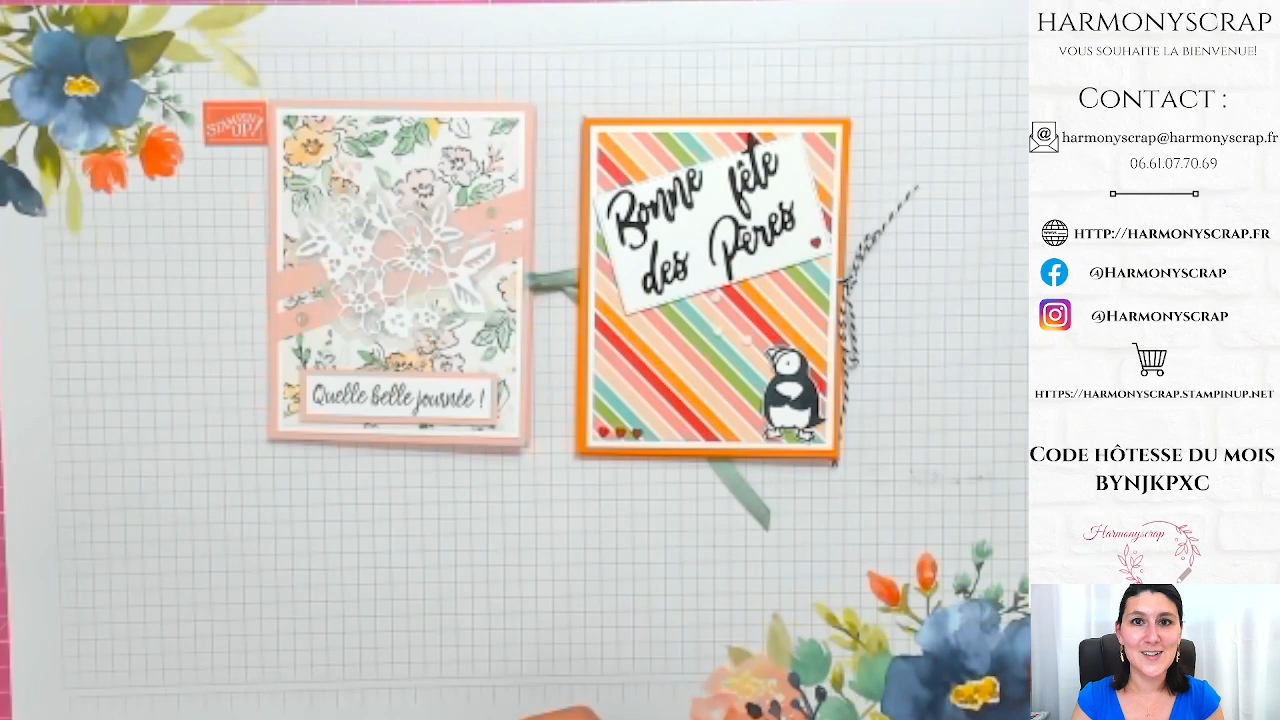 STAMPIN' UP!
Quelle belle journée !
Bonne fête
des Pères
HARMONYSCRAP
VOUS SOUHAITE LA BIENVENUE!
CONTACT :
harmonyscrap@harmonyscrap.fr
06.61.07.70.69
HTTP://HARMONYSCRAP.FR
@HARMONYSCRAP
@HARMONYSCRAP
HTTPS://HARMONYSCRAP.STAMPINUP.NET
CODE HÔTESSE DU MOIS
BYNJKPXC
Harmonyscrap